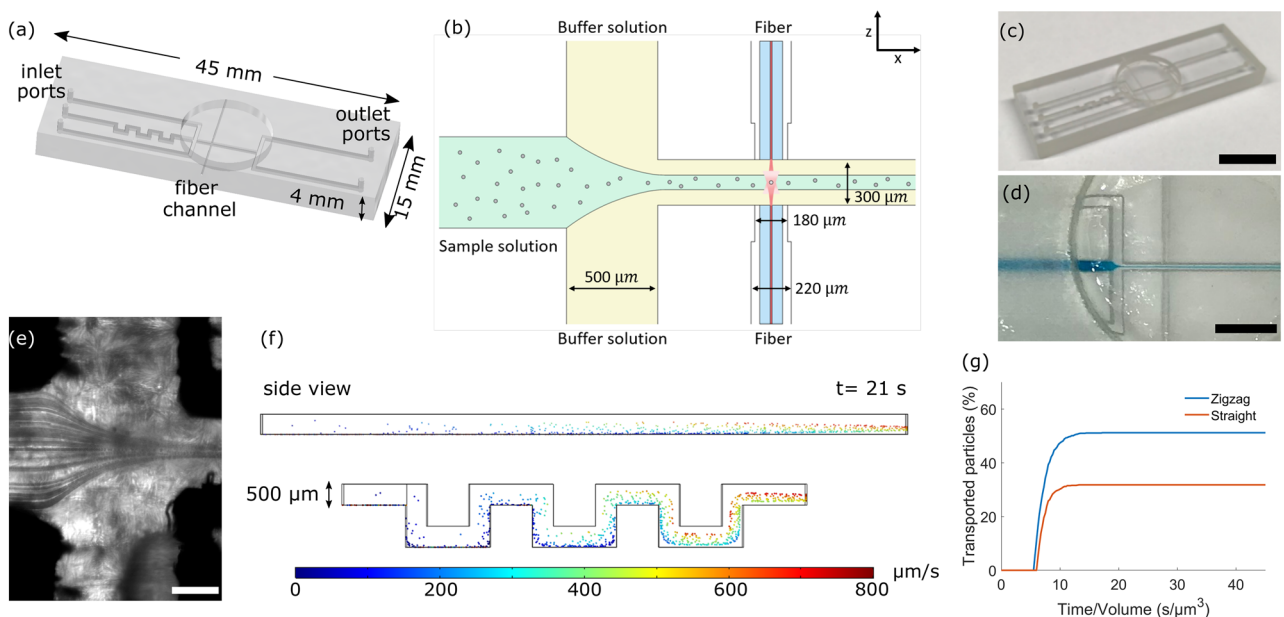 (a)
45 mm
inlet
ports
outlet
ports
fiber
channel
4 mm
15 mm
(b)
Buffer solution
Fiber
z
x
300 µm
180 µm
Sample solution
500 µm
220 µm
Buffer solution
Fiber
(c)
(d)
(e)
(f)
side view
t= 21 s
500 µm
µm/s
0
200
400
600
800
(g)
Transported particles (%)
60
40
20
0
Zigzag
Straight
0
10
20
30
40
Time/Volume (s/µm³)